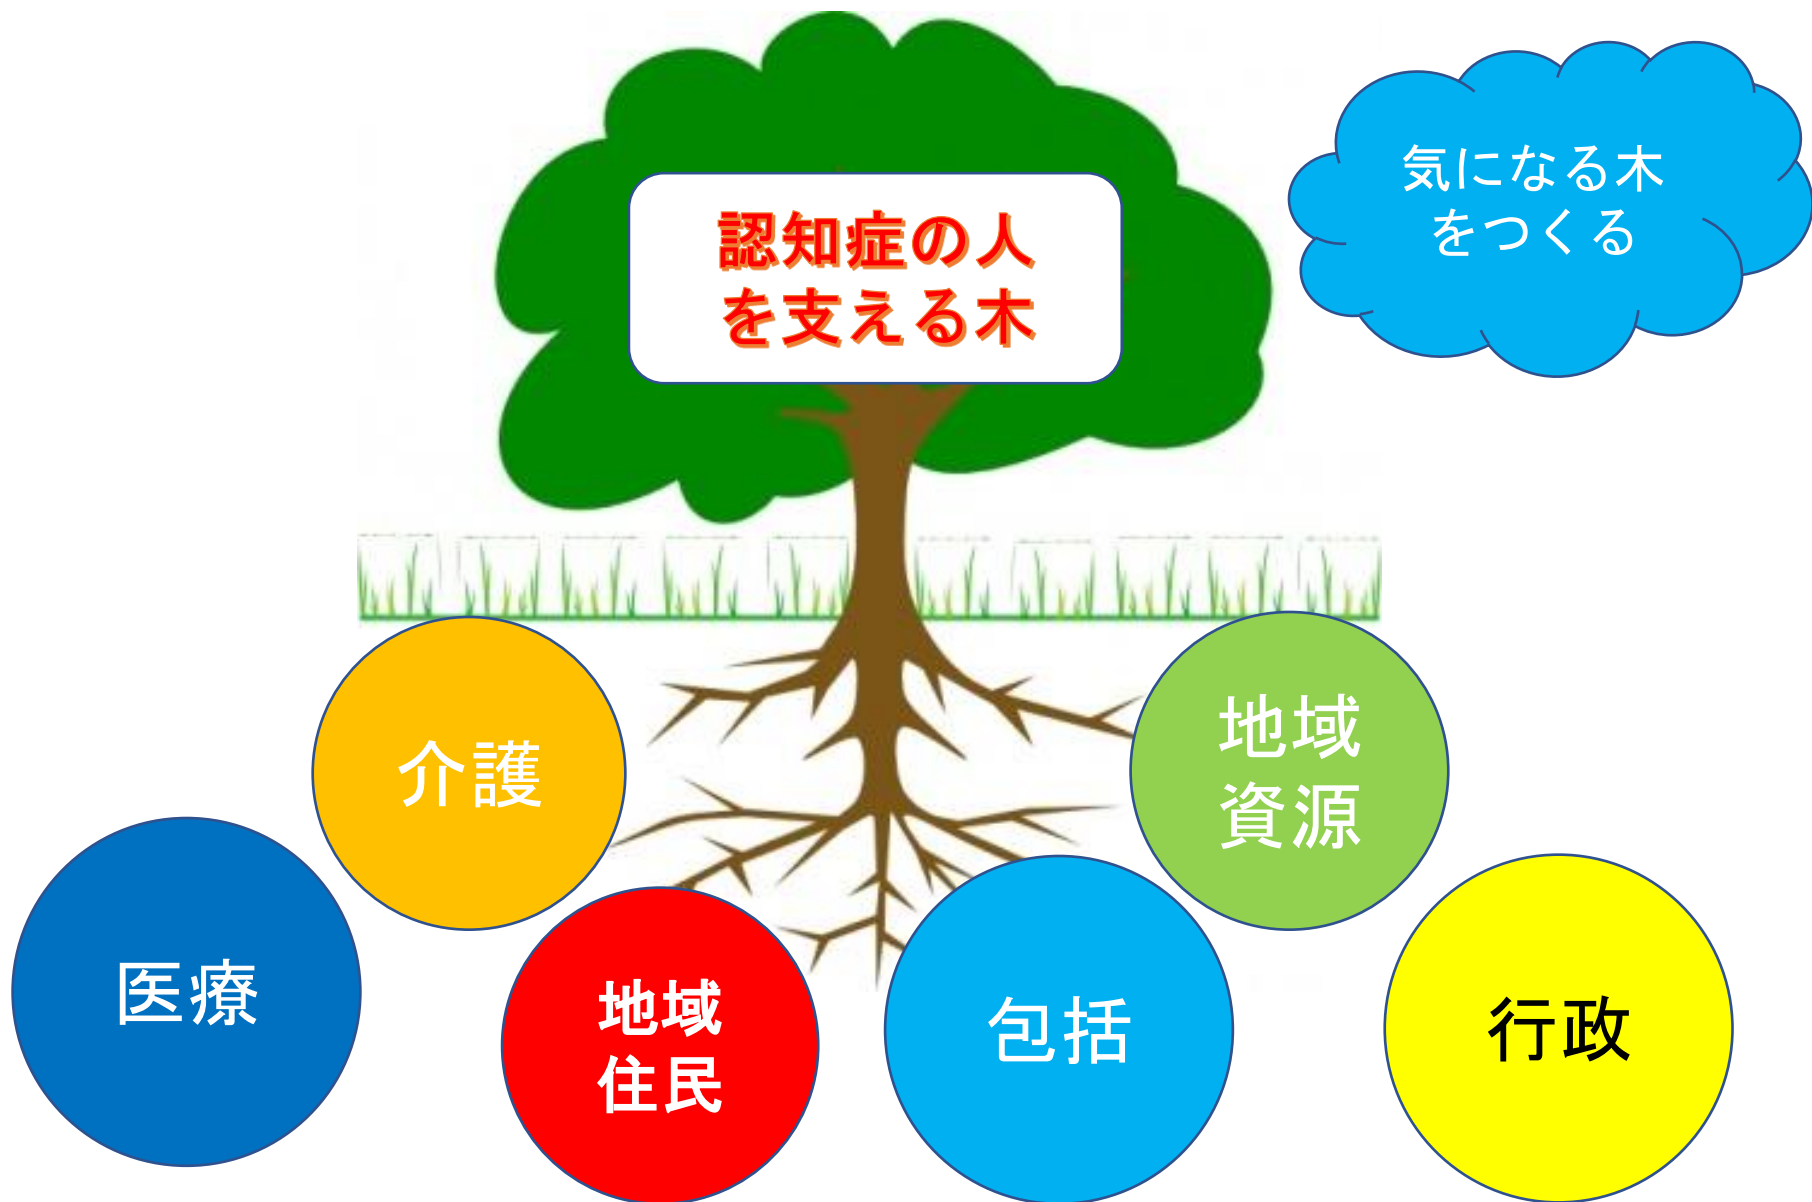 気になる木
をつくる
認知症の人
を支える木
介護
地域
資源
医療
地域
住民
包括
行政